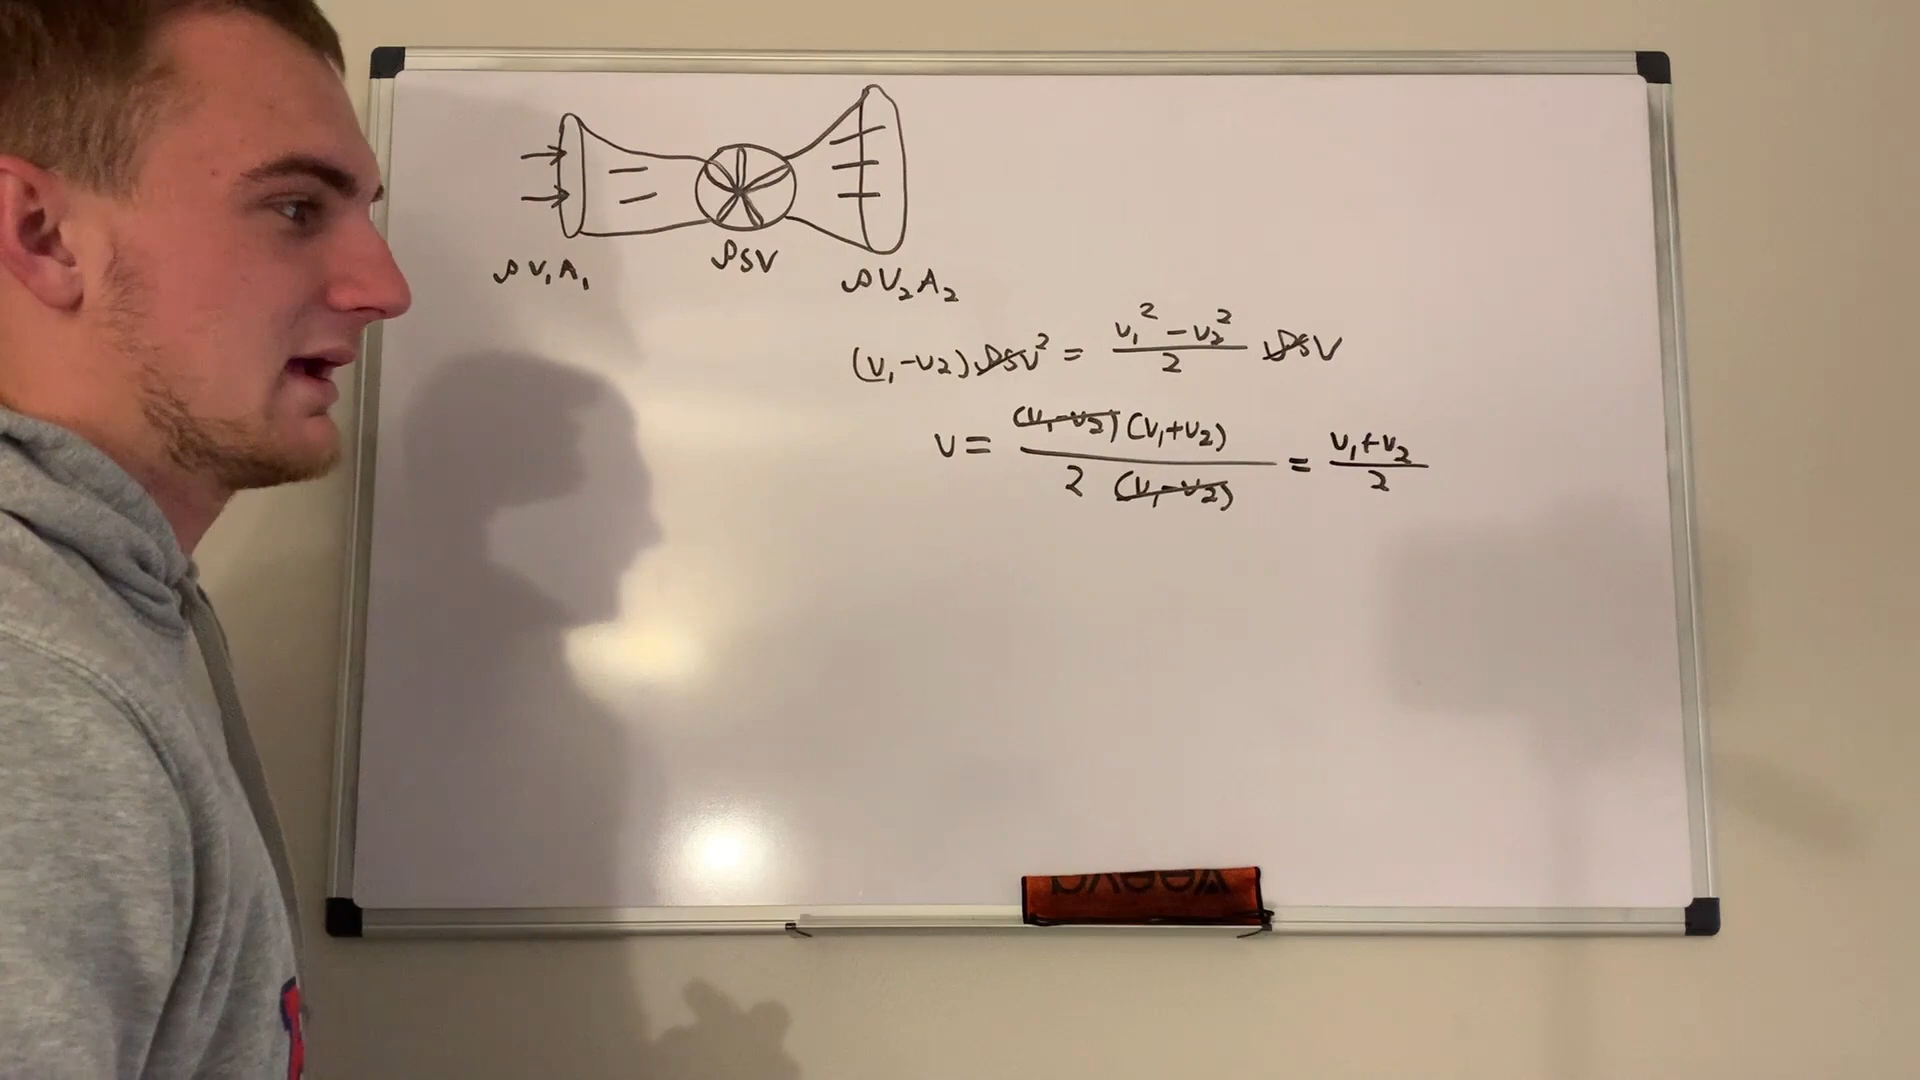 ρV₁A₁ ρSV ρV₂A₂
(v₁-v₂)ρSv² = v₁²-v₂²/2 ρSV
v = (v₁-v₂)(v₁+v₂)/2(v₁-v₂) = v₁+v₂/2
veeva